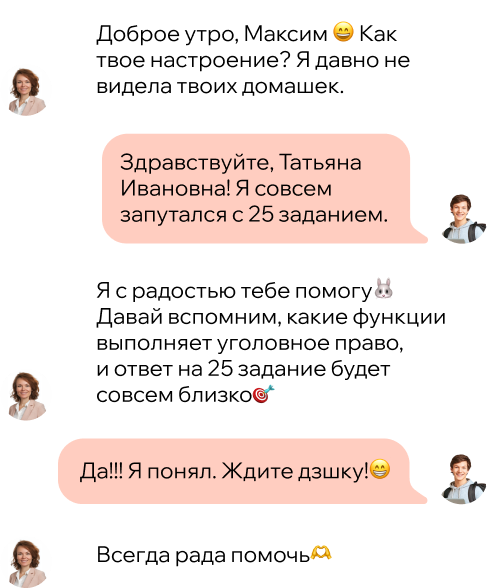 Доброе утро, Максим 😄 Как
твое настроение? Я давно не
видела твоих домашек.
Здравствуйте, Татьяна
Ивановна! Я совсем
запутался с 25 заданием.
Я с радостью тебе помогу🐰
Давай вспомним, какие функции
выполняет уголовное право,
и ответ на 25 задание будет
совсем близко🎯
Да!!! Я понял. Ждите дзшку!😁
Всегда рада помочь🫶